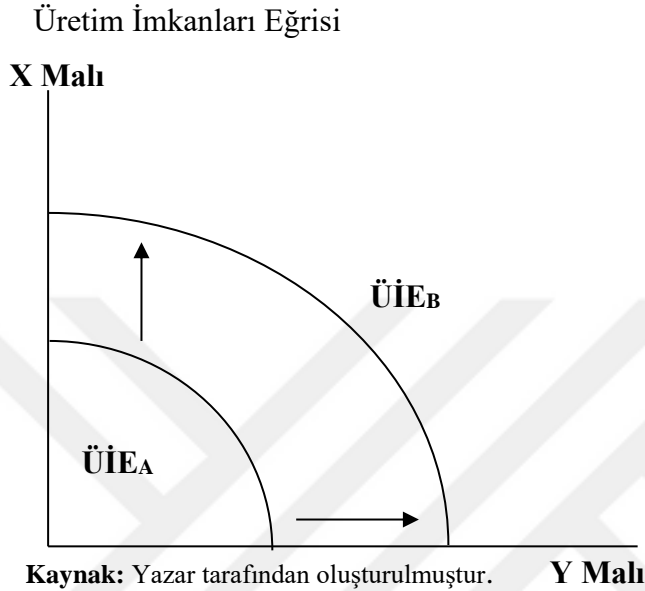 Üretim İmkanları Eğrisi
X Malı
ÜİEB
ÜİEA
Kaynak: Yazar tarafından oluşturulmuştur.
Y Malı